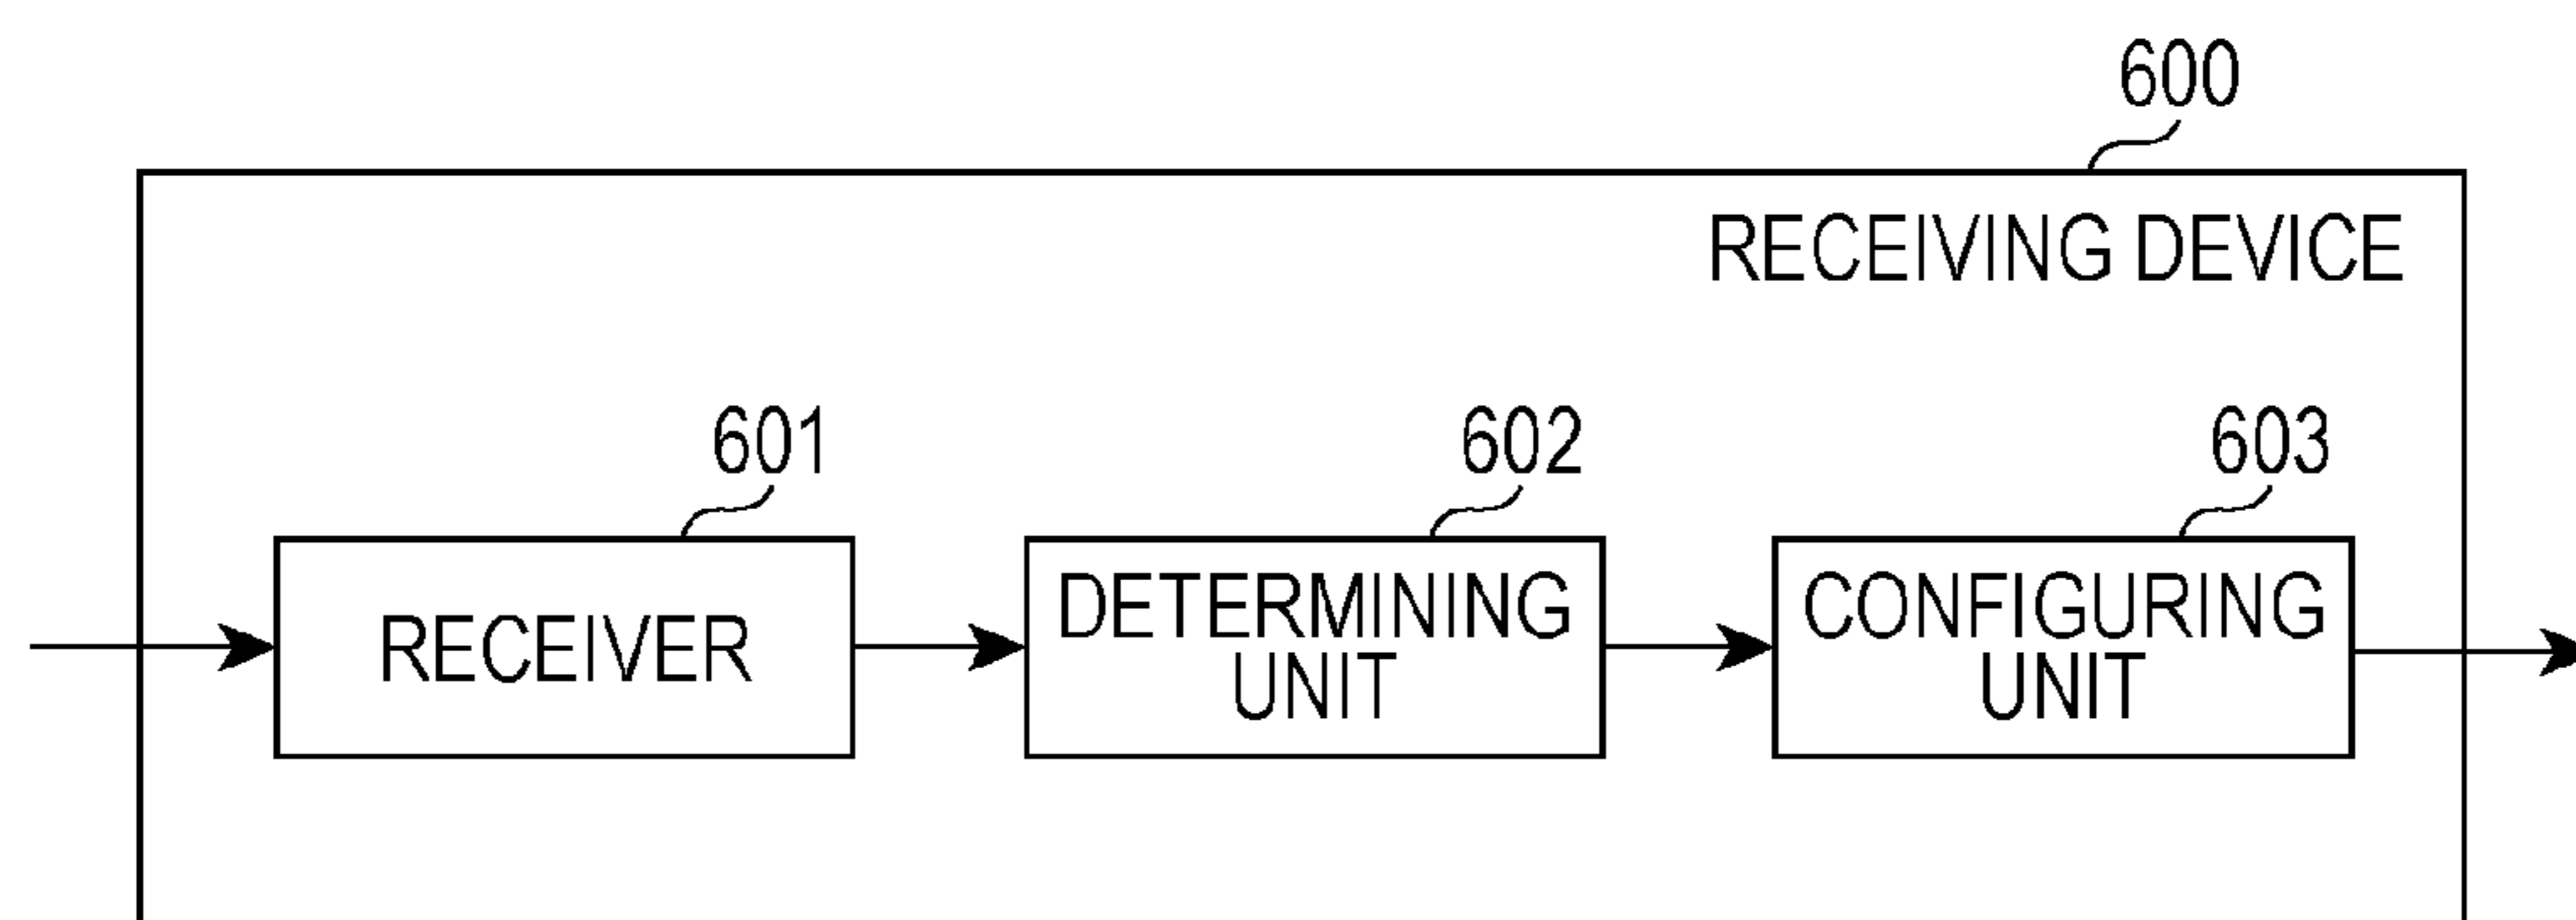 600
RECEIVING DEVICE
601
602
603
RECEIVER
DETERMINING
UNIT
CONFIGURING
UNIT